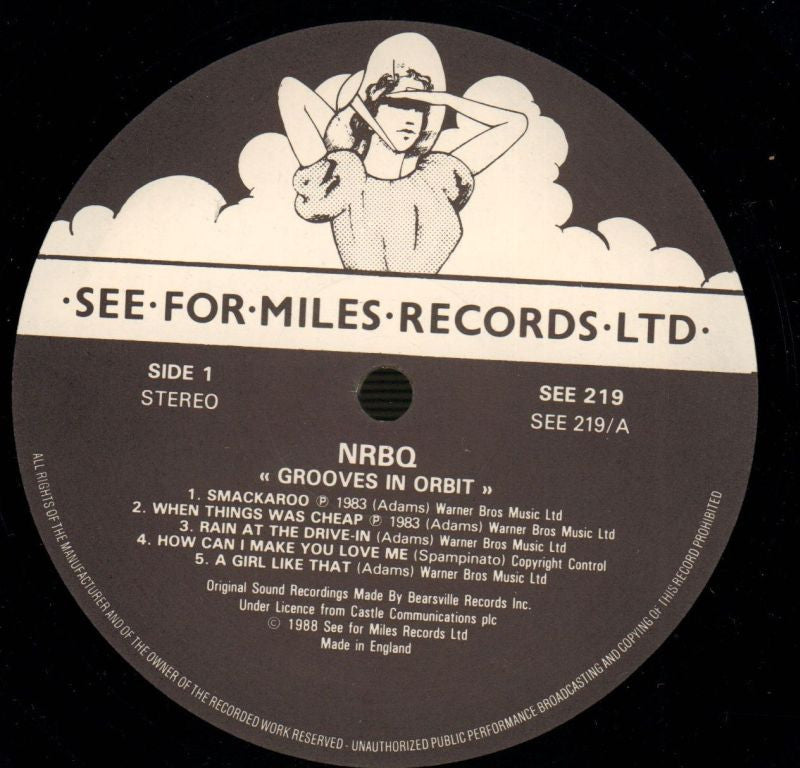 ·SEE·FOR·MILES·RECORDS·LTD·
SIDE 1
STEREO
SEE 219
SEE 219/A
NRBQ
« GROOVES IN ORBIT »
1. SMACKAROO ℗ 1983 (Adams) Warner Bros Music Ltd
2. WHEN THINGS WAS CHEAP ℗ 1983 (Adams) Warner Bros Music Ltd
3. RAIN AT THE DRIVE-IN (Adams) Warner Bros Music Ltd
4. HOW CAN I MAKE YOU LOVE ME (Spampinato) Copyright Control
5. A GIRL LIKE THAT (Adams) Warner Bros Music Ltd
Original Sound Recordings Made By Bearsville Records Inc.
Under Licence from Castle Communications plc
© 1988 See for Miles Records Ltd
Made in England
ALL RIGHTS OF THE MANUFACTURER AND OF THE OWNER OF THE RECORDED WORK RESERVED - UNAUTHORIZED PUBLIC PERFORMANCE BROADCASTING AND COPYING OF THIS RECORD PROHIBITED